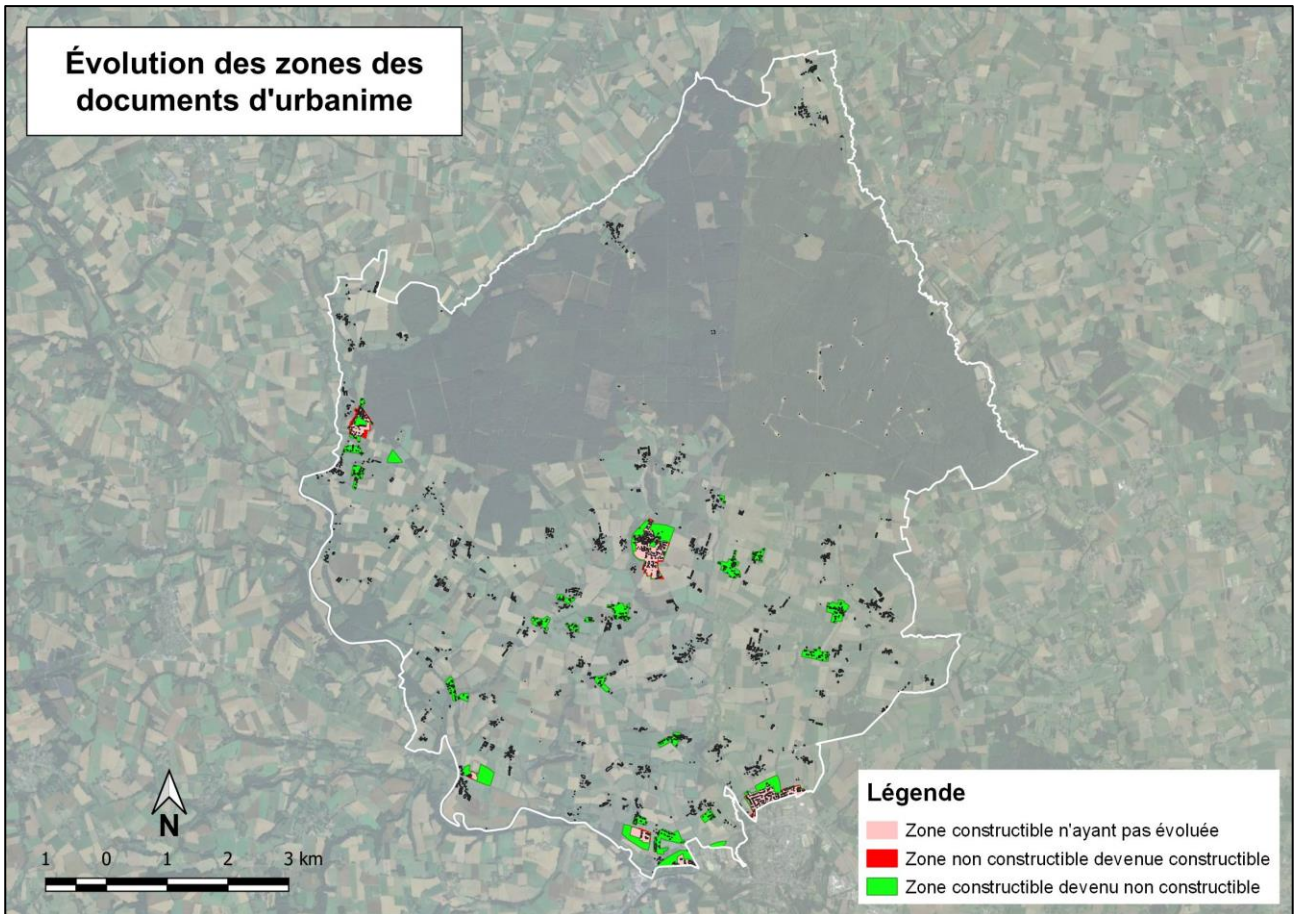 Évolution des zones des
documents d'urbanime
N
1 0 1 2 3 km
Légende
Zone constructible n'ayant pas évoluée
Zone non constructible devenue constructible
Zone constructible devenu non constructible